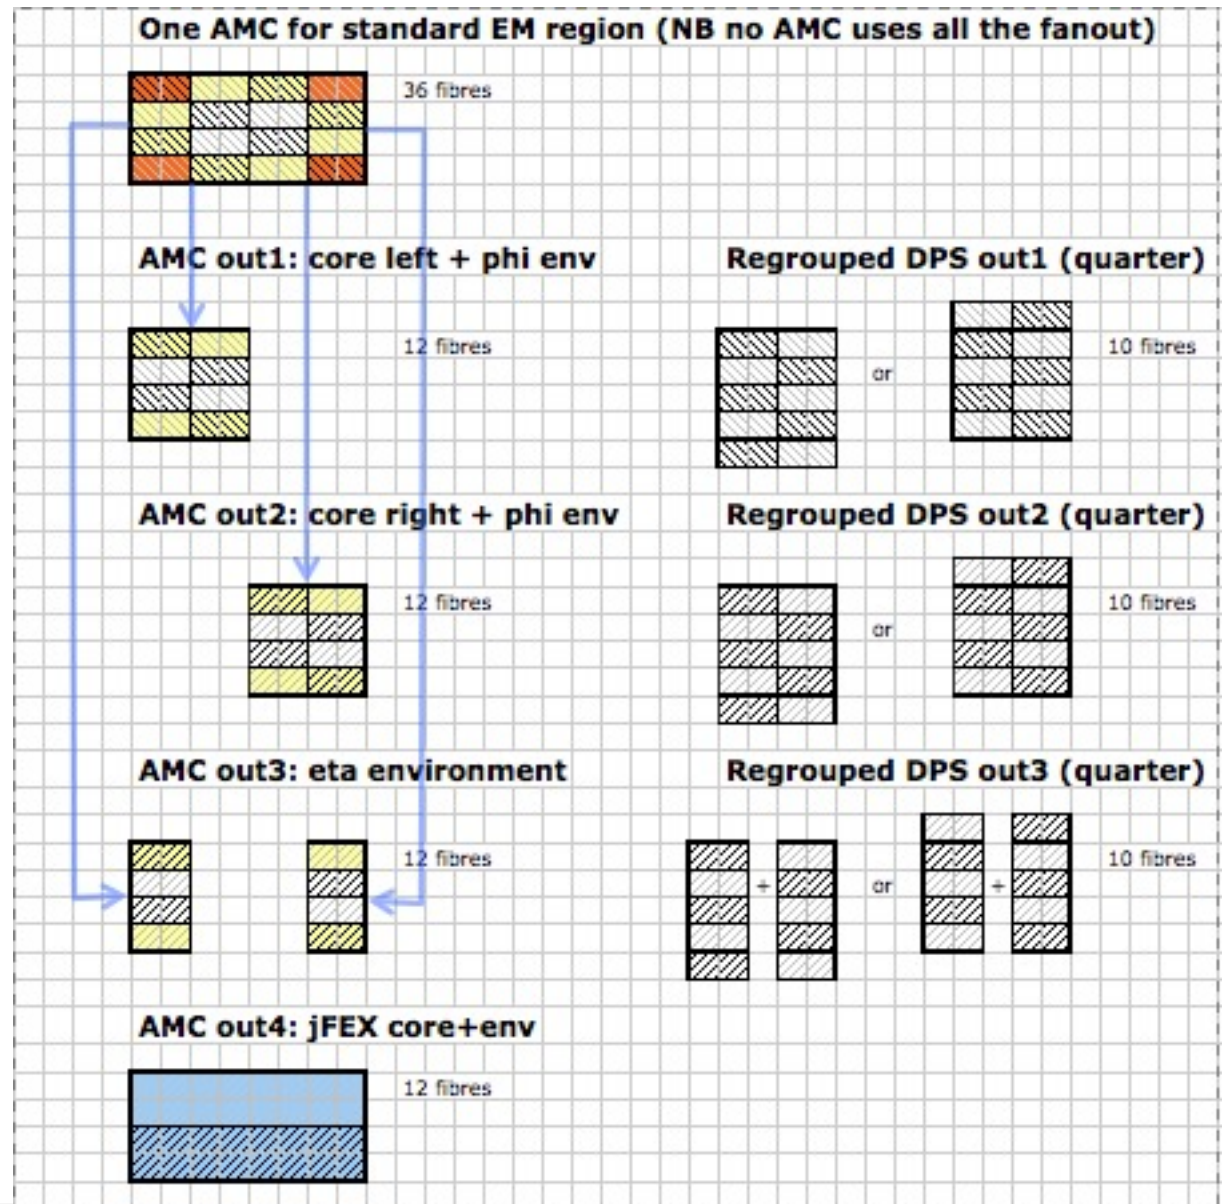 One AMC for standard EM region (NB no AMC uses all the fanout)
36 fibres
AMC out1: core left + phi env
Regrouped DPS out1 (quarter)
12 fibres
or
10 fibres
AMC out2: core right + phi env
Regrouped DPS out2 (quarter)
12 fibres
or
10 fibres
AMC out3: eta environment
Regrouped DPS out3 (quarter)
12 fibres
+
or
+
10 fibres
AMC out4: jFEX core+env
12 fibres